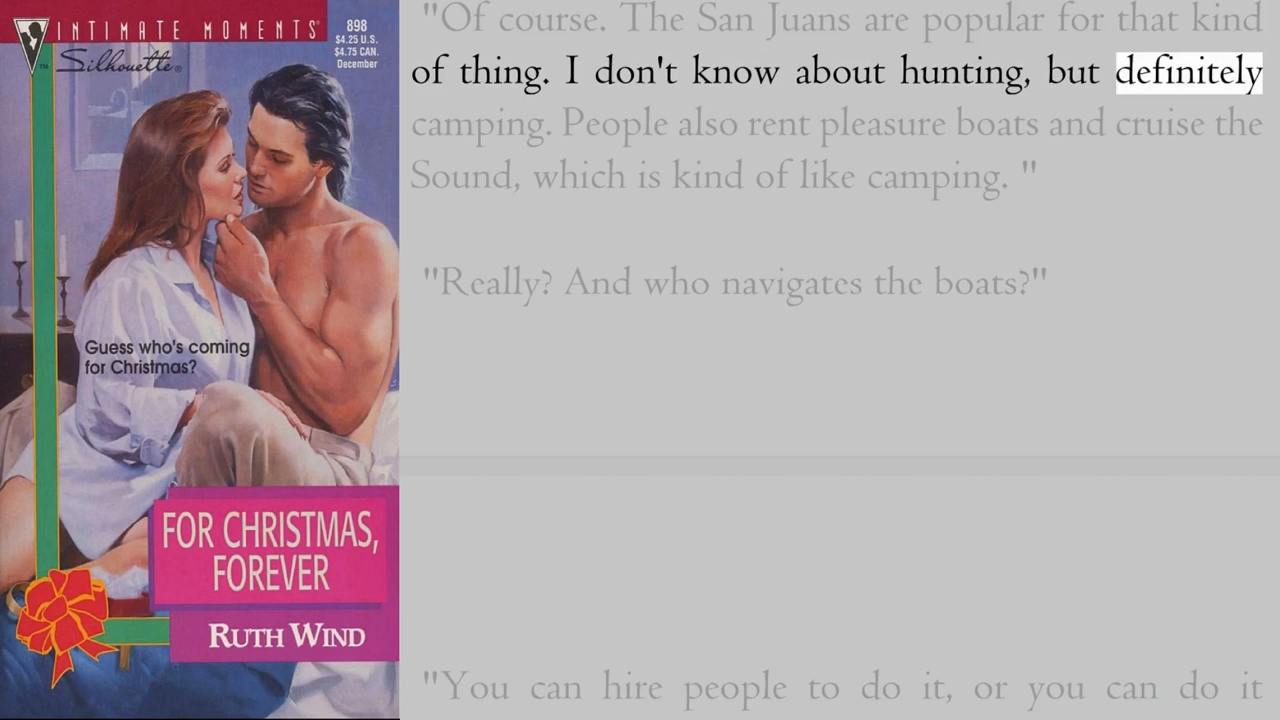 INTIMATE MOMENTS®
898
$4.25 U.S.
$4.75 CAN.
December
TM
Silhouette®
Guess who's coming
for Christmas?
FOR CHRISTMAS,
FOREVER
RUTH WIND
"Of course. The San Juans are popular for that kind
of thing. I don't know about hunting, but definitely
camping. People also rent pleasure boats and cruise the
Sound, which is kind of like camping. "
"Really? And who navigates the boats?"
"You can hire people to do it, or you can do it